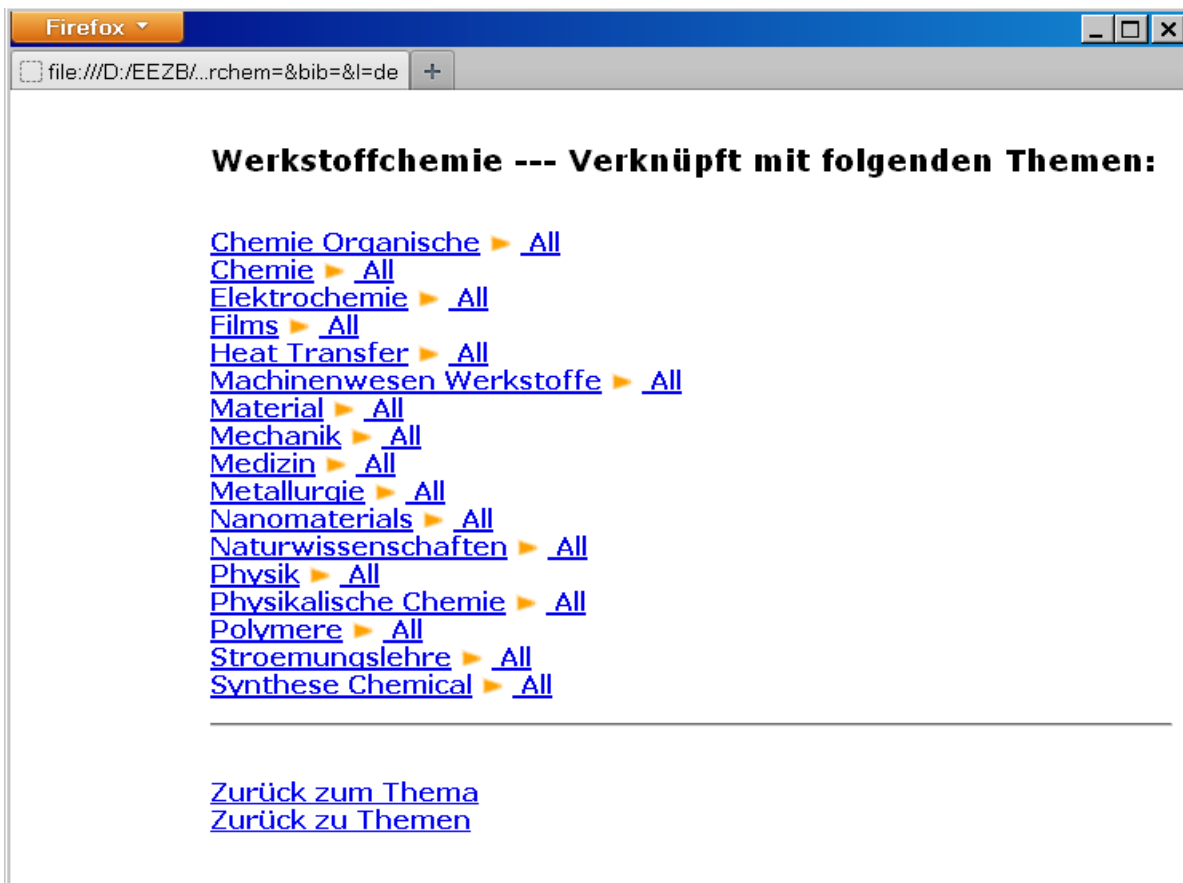 Firefox
file:///D:/EEZB/...rchem=&bib=&l=de +
Werkstoffchemie --- Verknüpft mit folgenden Themen:
Chemie Organische ► All
Chemie ► All
Elektrochemie ► All
Films ► All
Heat Transfer ► All
Machinenwesen Werkstoffe ► All
Material ► All
Mechanik ► All
Medizin ► All
Metallurgie ► All
Nanomaterials ► All
Naturwissenschaften ► All
Physik ► All
Physikalische Chemie ► All
Polymere ► All
Stroemungslehre ► All
Synthese Chemical ► All
Zurück zum Thema
Zurück zu Themen